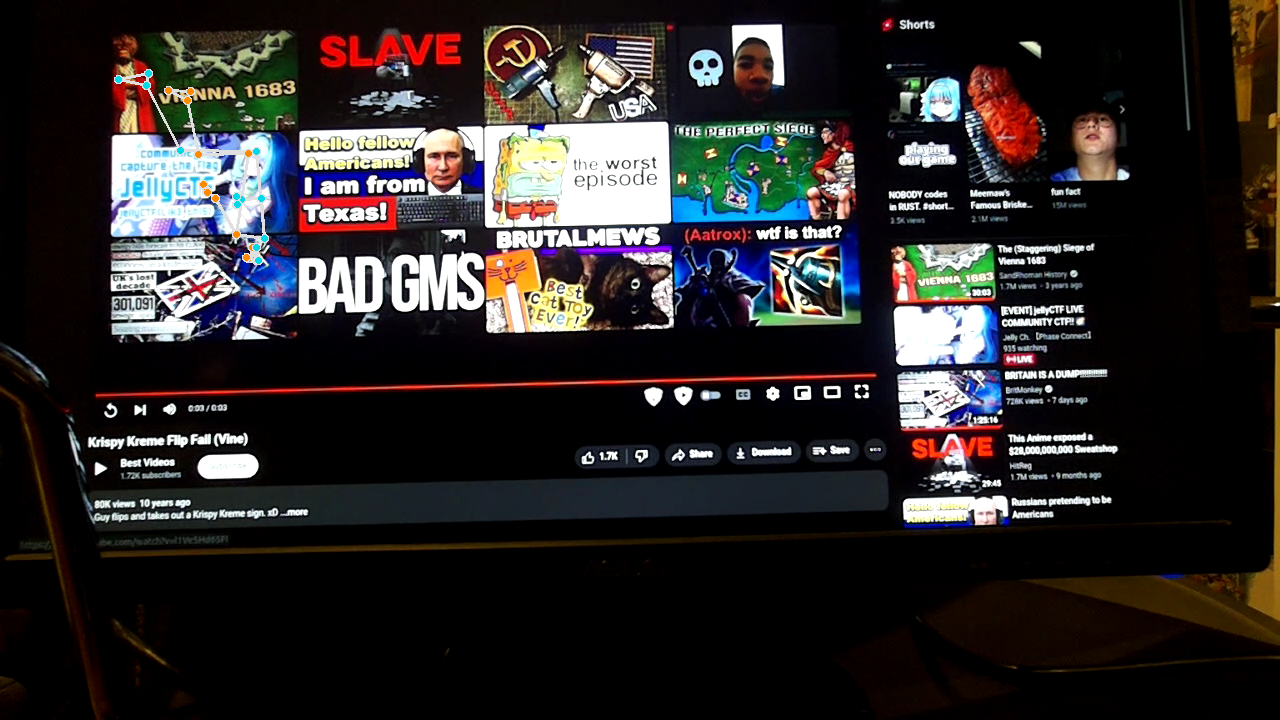 VIENNA 1683
SLAVE
USA
COMMUNITY
capture the flag
JellyCTF
Hello fellow
Americans!
I am from
Texas!
the worst
episode
THE PERFECT SIEGE
UK's lost
decade
301,091
BAD GMS
BRUTALMEWS
Best
cat toy
Ever!
(Aatrox): wtf is that?
0:03 / 0:03
Krispy Kreme Flip Fail (Vine)
Best Videos
1.72K subscribers
1.7K
Share
Download
Save
80K views 10 years ago
Guy flips and takes out a Krispy Kreme sign. xD ...more
Shorts
playing
our game
NOBODY codes
in RUST. #short...
3.5K views
Meemaw's
Famous Briske...
2.1M views
fun fact
15M views
VIENNA 1683
30:03
The (Staggering) Siege of
Vienna 1683
SandRhoman History
1.7M views • 3 years ago
[EVENT] jellyCTF LIVE
COMMUNITY CTF!!
Jelly Ch. 【Phase Connect】
935 watching
LIVE
301,091
1:25:16
BRITAIN IS A DUMP!!!!!!!!!!!!
BritMonkey
728K views • 7 days ago
SLAVE
29:45
This Anime exposed a
$28,000,000,000 Sweatshop
HitReg
1.7M views • 9 months ago
Hello fellow
Americans!
Russians pretending to be
Americans